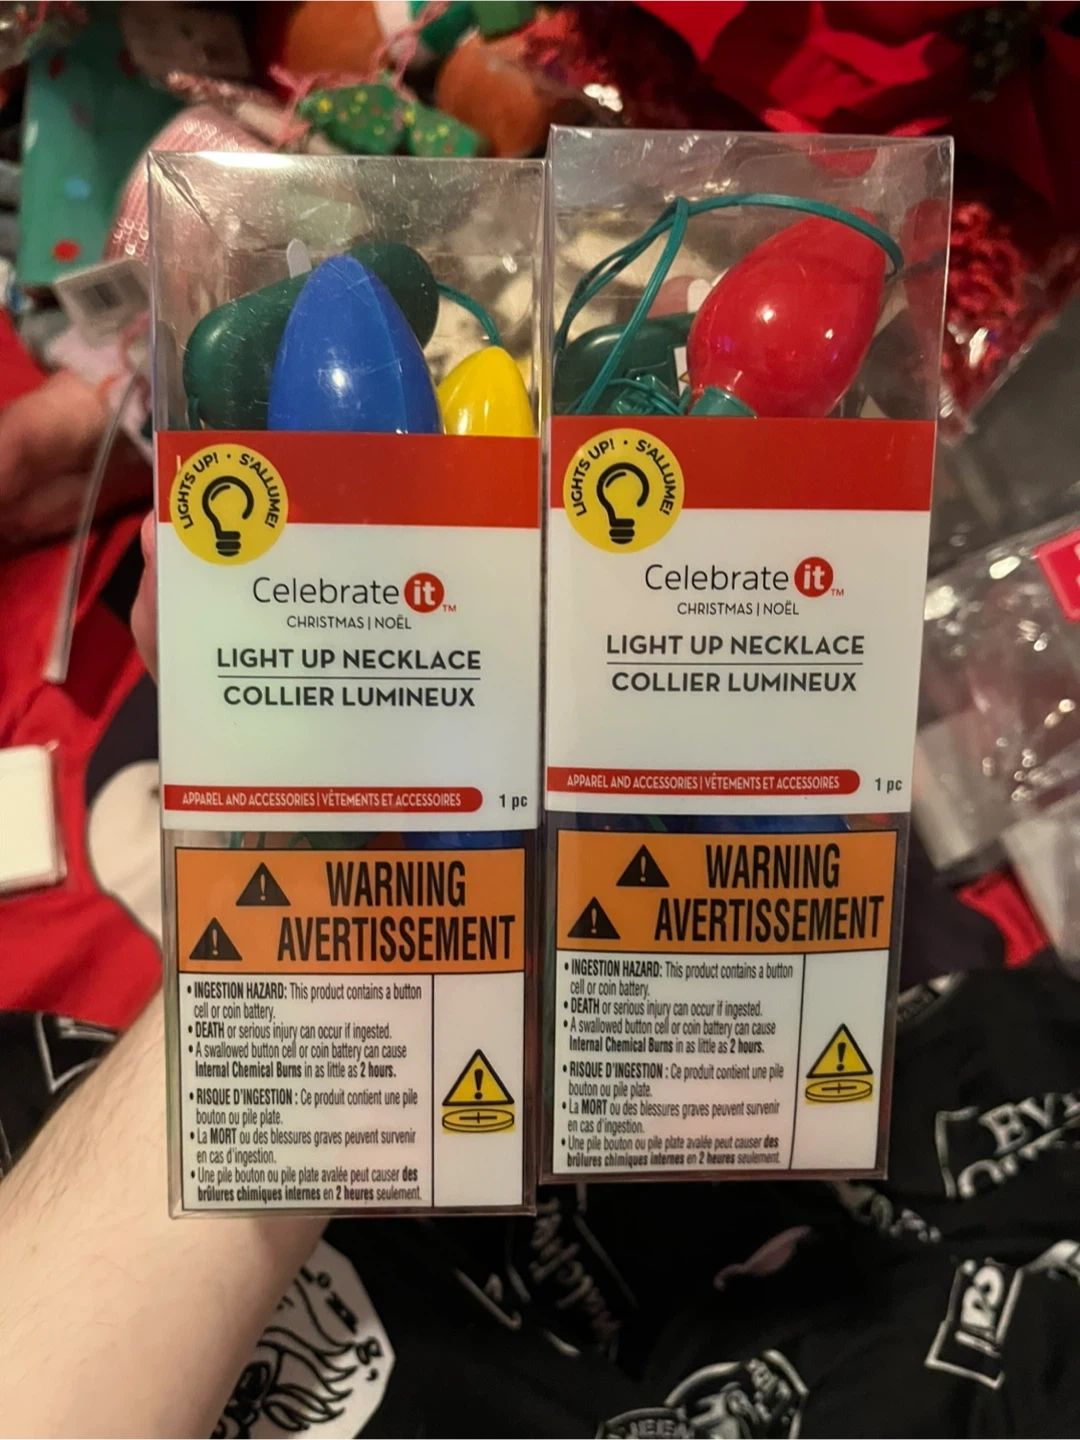 LIGHTS UP! • S'ALLUME!
Celebrate it™
CHRISTMAS | NOËL
LIGHT UP NECKLACE
COLLIER LUMINEUX
APPAREL AND ACCESSORIES | VÊTEMENTS ET ACCESSOIRES
1 pc
WARNING
AVERTISSEMENT
• INGESTION HAZARD: This product contains a button
cell or coin battery.
• DEATH or serious injury can occur if ingested.
• A swallowed button cell or coin battery can cause
Internal Chemical Burns in as little as 2 hours.
• RISQUE D'INGESTION : Ce produit contient une pile
bouton ou pile plate.
• La MORT ou des blessures graves peuvent survenir
en cas d'ingestion.
• Une pile bouton ou pile plate avalée peut causer des
brûlures chimiques internes en 2 heures seulement.
LIGHTS UP! • S'ALLUME!
Celebrate it™
CHRISTMAS | NOËL
LIGHT UP NECKLACE
COLLIER LUMINEUX
APPAREL AND ACCESSORIES | VÊTEMENTS ET ACCESSOIRES
1 pc
WARNING
AVERTISSEMENT
• INGESTION HAZARD: This product contains a button
cell or coin battery.
• DEATH or serious injury can occur if ingested.
• A swallowed button cell or coin battery can cause
Internal Chemical Burns in as little as 2 hours.
• RISQUE D'INGESTION : Ce produit contient une pile
bouton ou pile plate.
• La MORT ou des blessures graves peuvent survenir
en cas d'ingestion.
• Une pile bouton ou pile plate avalée peut causer des
brûlures chimiques internes en 2 heures seulement.